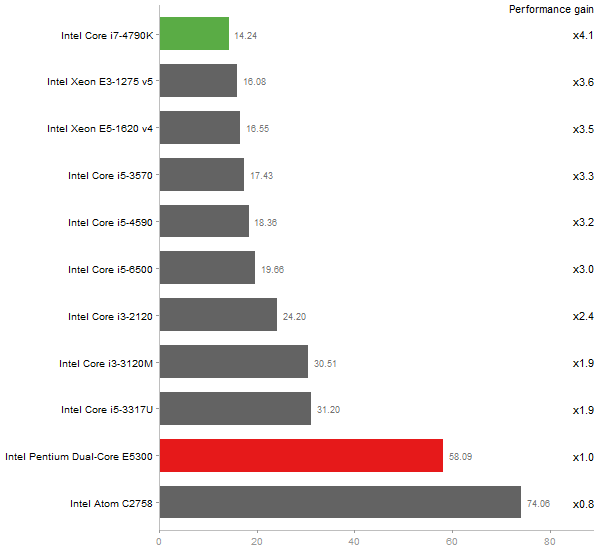 Performance gain
Intel Core i7-4790K 14.24 x4.1
Intel Xeon E3-1275 v5 16.08 x3.6
Intel Xeon E5-1620 v4 16.55 x3.5
Intel Core i5-3570 17.43 x3.3
Intel Core i5-4590 18.36 x3.2
Intel Core i5-6500 19.66 x3.0
Intel Core i3-2120 24.20 x2.4
Intel Core i3-3120M 30.51 x1.9
Intel Core i5-3317U 31.20 x1.9
Intel Pentium Dual-Core E5300 58.09 x1.0
Intel Atom C2758 74.06 x0.8
0 20 40 60 80